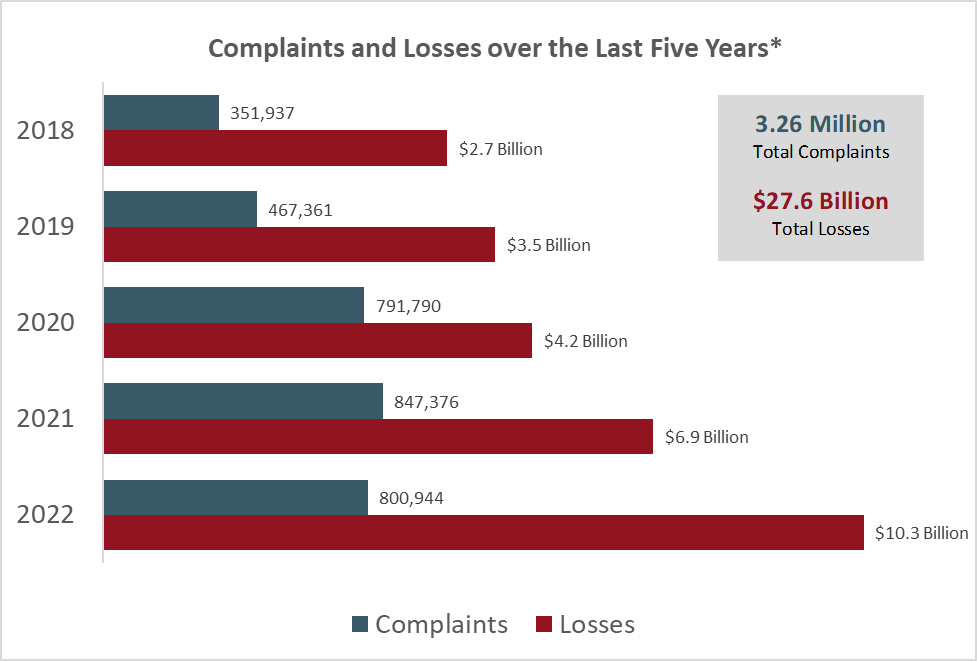 Complaints and Losses over the Last Five Years*
3.26 Million
Total Complaints
$27.6 Billion
Total Losses
2018
351,937
$2.7 Billion
2019
467,361
$3.5 Billion
2020
791,790
$4.2 Billion
2021
847,376
$6.9 Billion
2022
800,944
$10.3 Billion
Complaints Losses